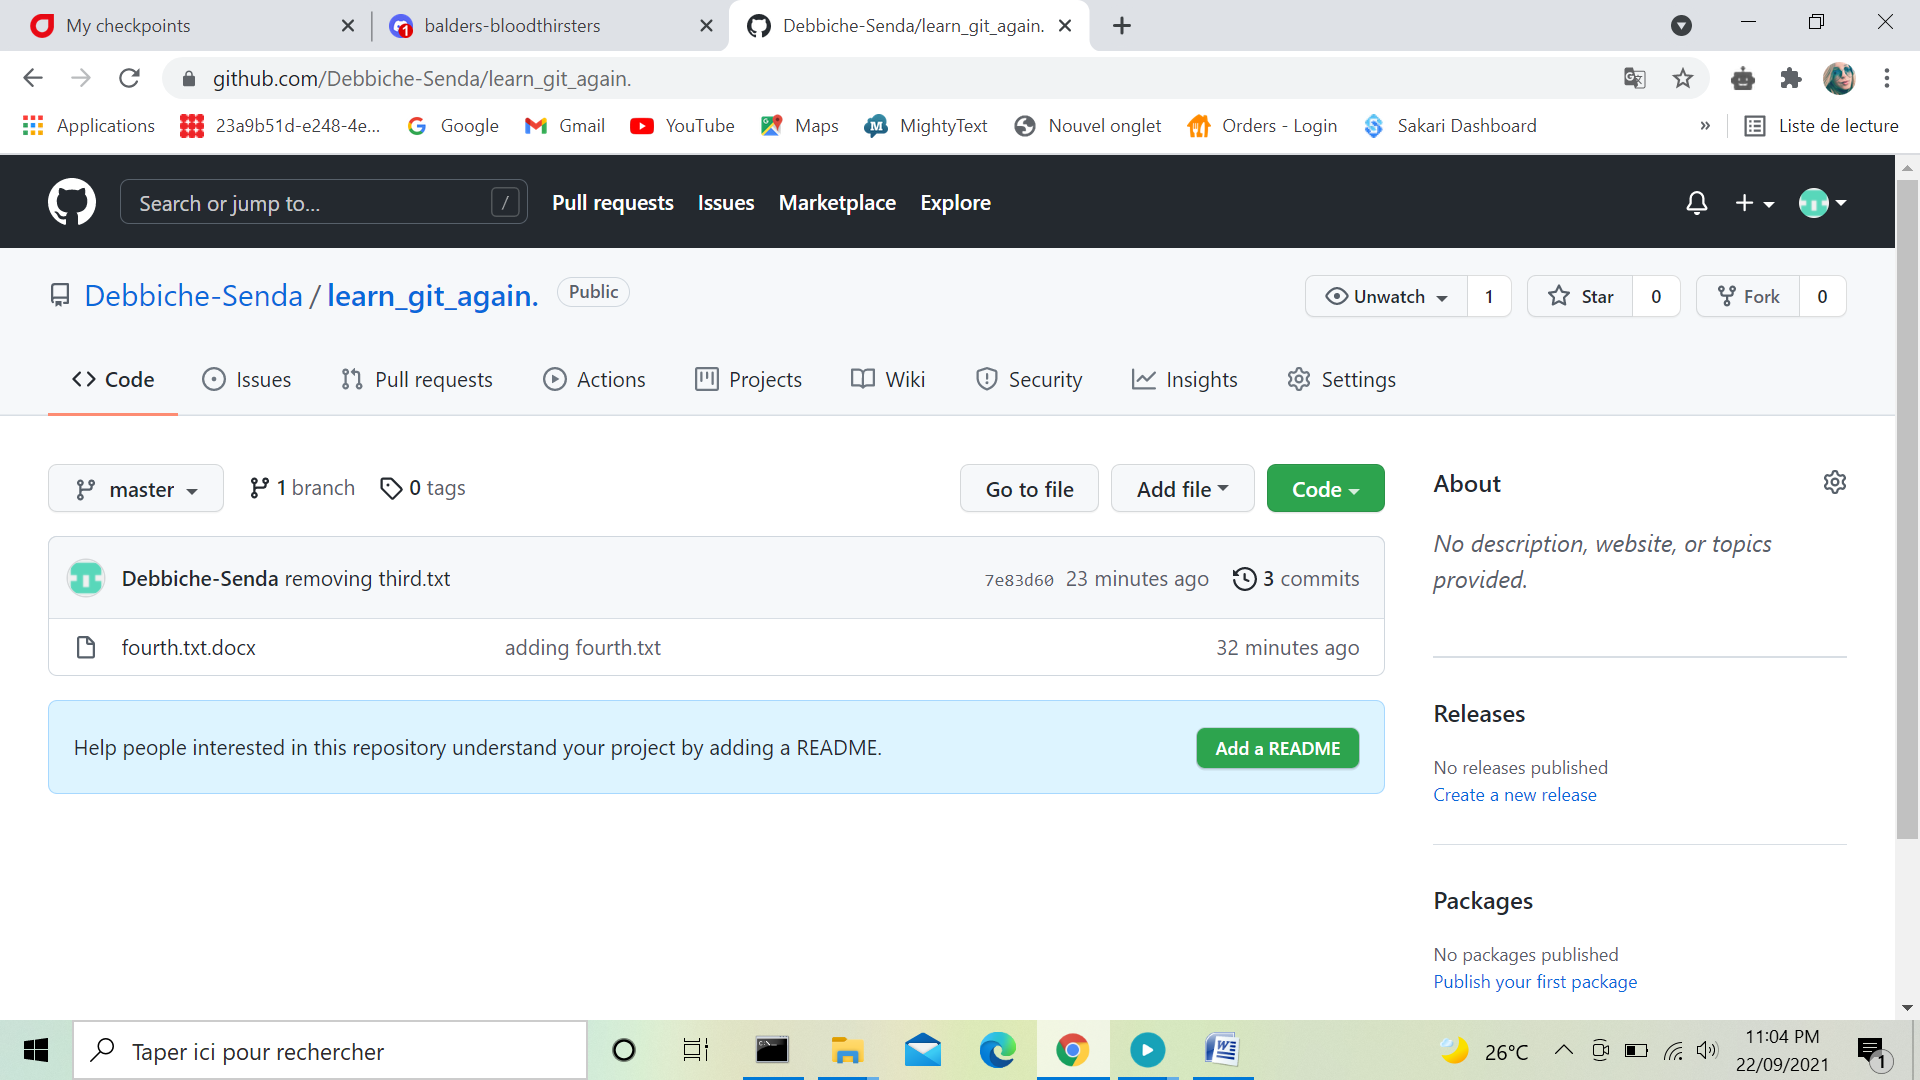 My checkpoints
1
balders-bloodthirsters
Debbiche-Senda/learn_git_again.
github.com/Debbiche-Senda/learn_git_again.
Applications
23a9b51d-e248-4e...
Google
Gmail
YouTube
Maps
MightyText
Nouvel onglet
Orders - Login
Sakari Dashboard
»
Liste de lecture
Search or jump to...
/
Pull requests
Issues
Marketplace
Explore
Debbiche-Senda / learn_git_again.
Public
Unwatch
1
Star
0
Fork
0
Code
Issues
Pull requests
Actions
Projects
Wiki
Security
Insights
Settings
master
1 branch
0 tags
Go to file
Add file
Code
About
No description, website, or topics
provided.
Debbiche-Senda removing third.txt
7e83d60 23 minutes ago
3 commits
fourth.txt.docx
adding fourth.txt
32 minutes ago
Help people interested in this repository understand your project by adding a README.
Add a README
Releases
No releases published
Create a new release
Packages
No packages published
Publish your first package
Taper ici pour rechercher
26°C
11:04 PM
22/09/2021
1